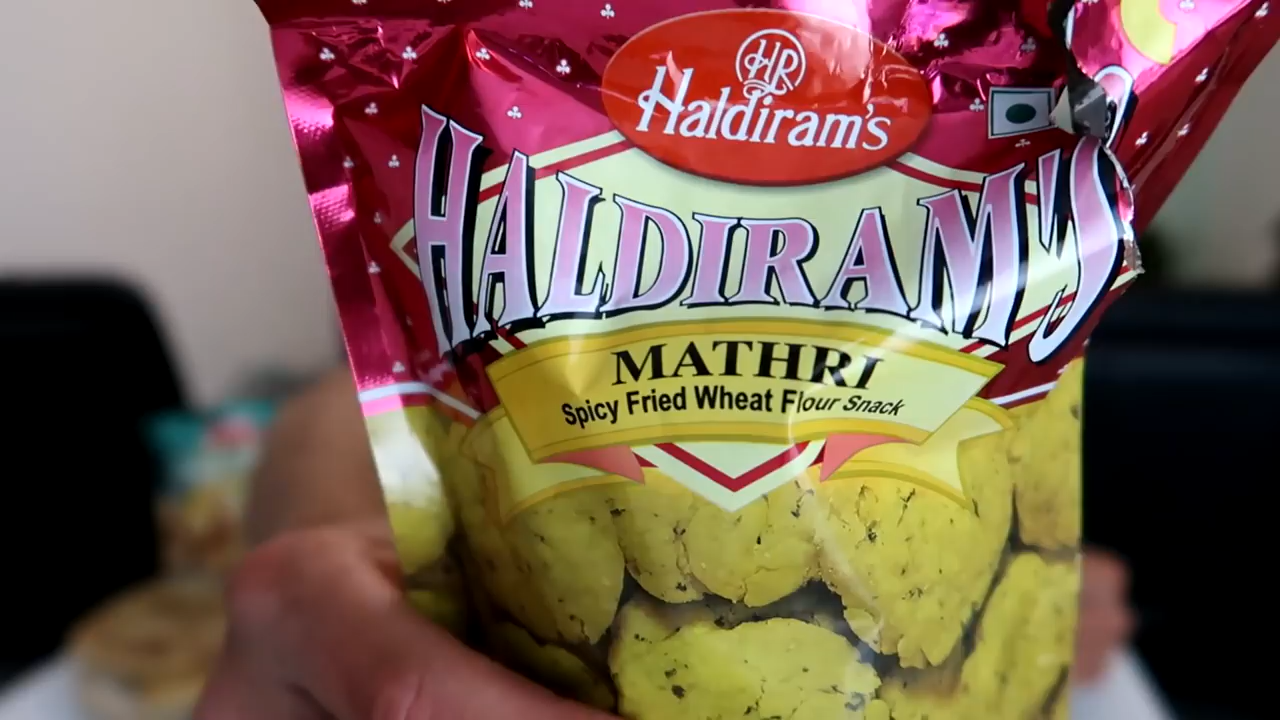 HR
Haldiram's
HALDIRAM'S
MATHRI
Spicy Fried Wheat Flour Snack